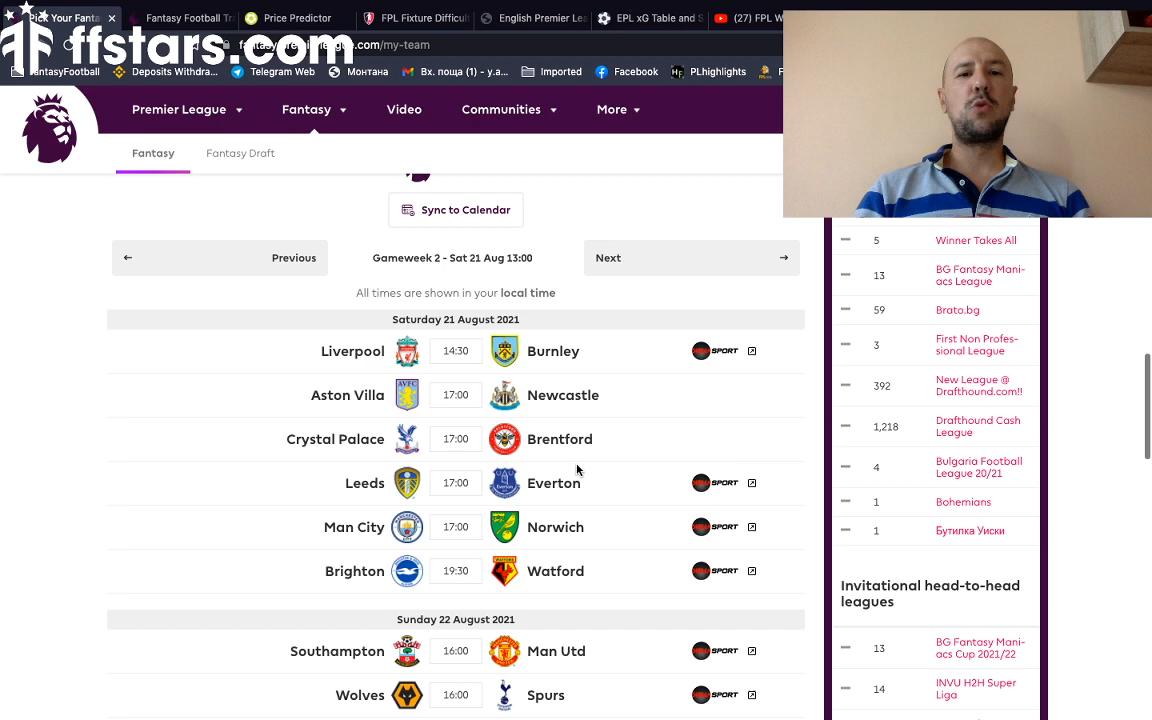 Pick Your Fanta
Fantasy Football Tra
Price Predictor
FPL Fixture Difficul
English Premier Lea
EPL xG Table and S
(27) FPL W
ffstars.com
.com/my-team
FantasyFootball
Deposits Withdra...
Telegram Web
Монтана
Вх. поща (1) - y.a...
Imported
Facebook
PLhighlights
Premier League
Fantasy
Video
Communities
More
Fantasy
Fantasy Draft
Sync to Calendar
Previous
Gameweek 2 - Sat 21 Aug 13:00
Next
All times are shown in your local time
Saturday 21 August 2021
Liverpool 14:30 Burnley SPORT
Aston Villa 17:00 Newcastle
Crystal Palace 17:00 Brentford
Leeds 17:00 Everton SPORT
Man City 17:00 Norwich SPORT
Brighton 19:30 Watford SPORT
Sunday 22 August 2021
Southampton 16:00 Man Utd SPORT
Wolves 16:00 Spurs SPORT
5 Winner Takes All
13 BG Fantasy Mani-
acs League
59 Brato.bg
3 First Non Profes-
sional League
392 New League @
Drafthound.com!!
1,218 Drafthound Cash
League
4 Bulgaria Football
League 20/21
1 Bohemians
1 Бутилка Уиски
Invitational head-to-head
leagues
13 BG Fantasy Mani-
acs Cup 2021/22
14 INVU H2H Super
Liga